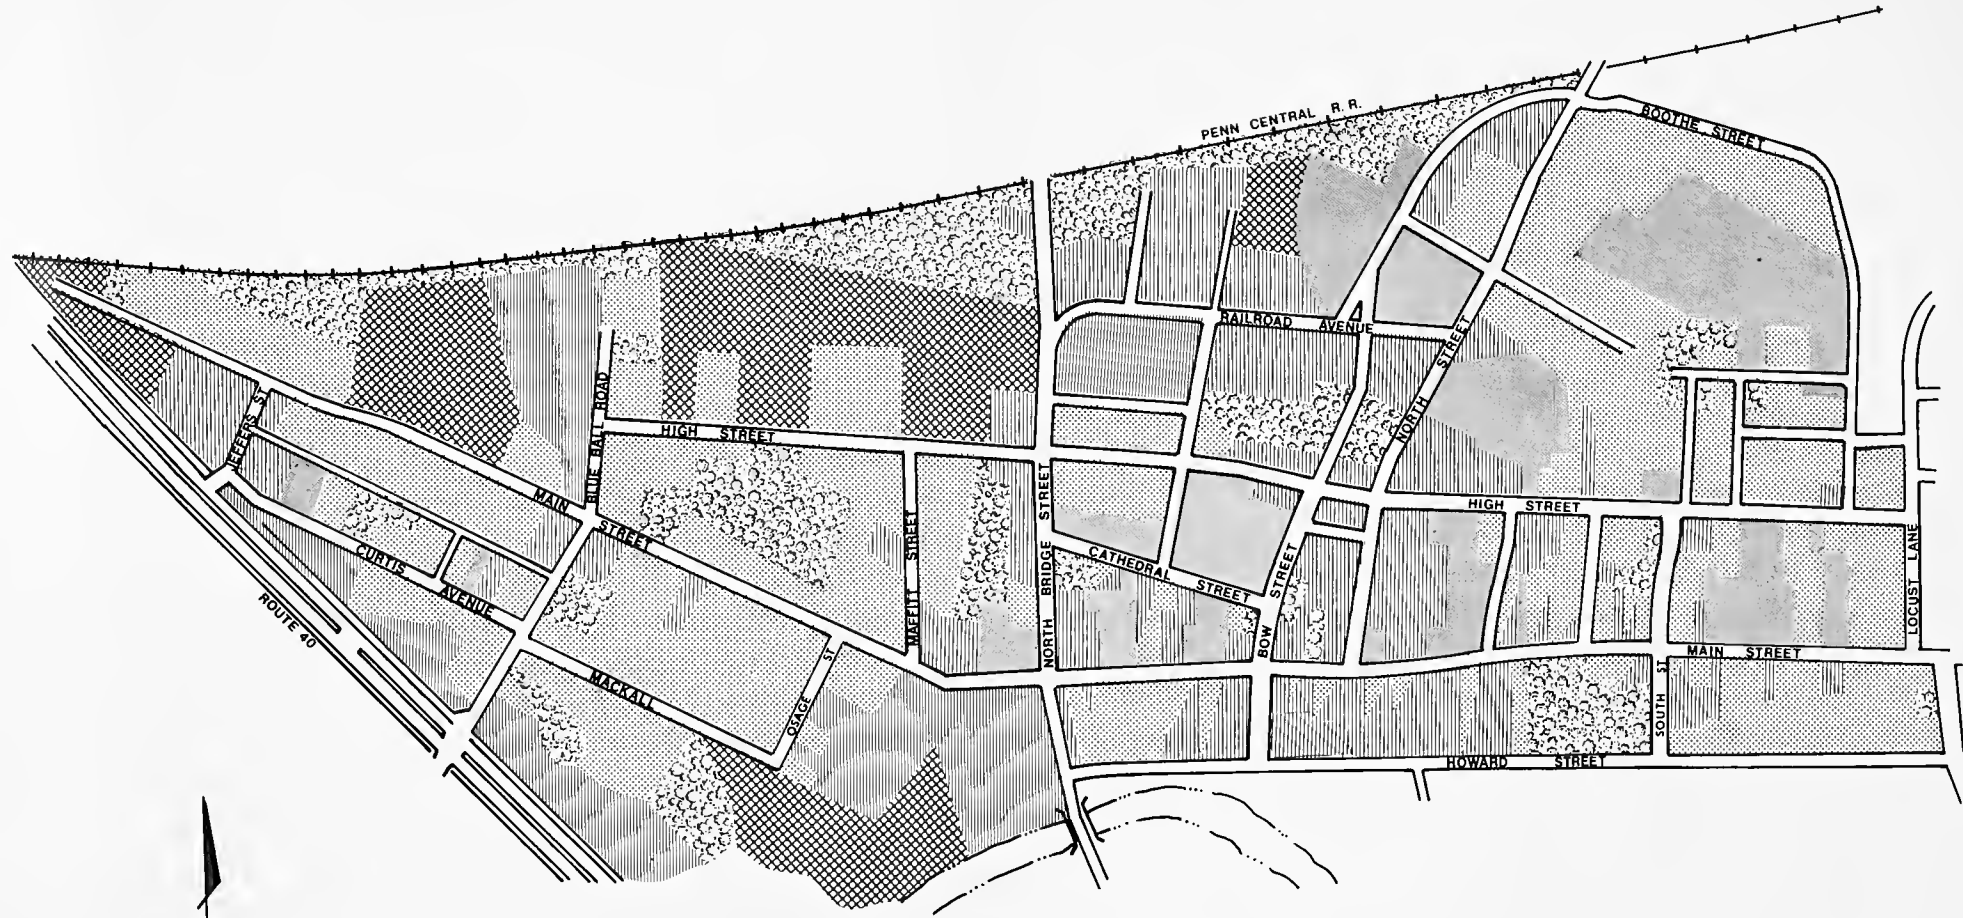 PENN CENTRAL R. R.
BOOTHE STREET
RAILROAD AVENUE
NORTH STREET
JEFFERS ST
BLUE BALL ROAD
HIGH STREET
MAIN STREET
HIGH STREET
MAFFITT STREET
NORTH BRIDGE STREET
CATHEDRAL STREET
BOW STREET
LOCUST LANE
CURTIS AVENUE
ROUTE 40
MACKALL
OSAGE ST
MAIN STREET
SOUTH ST
HOWARD STREET